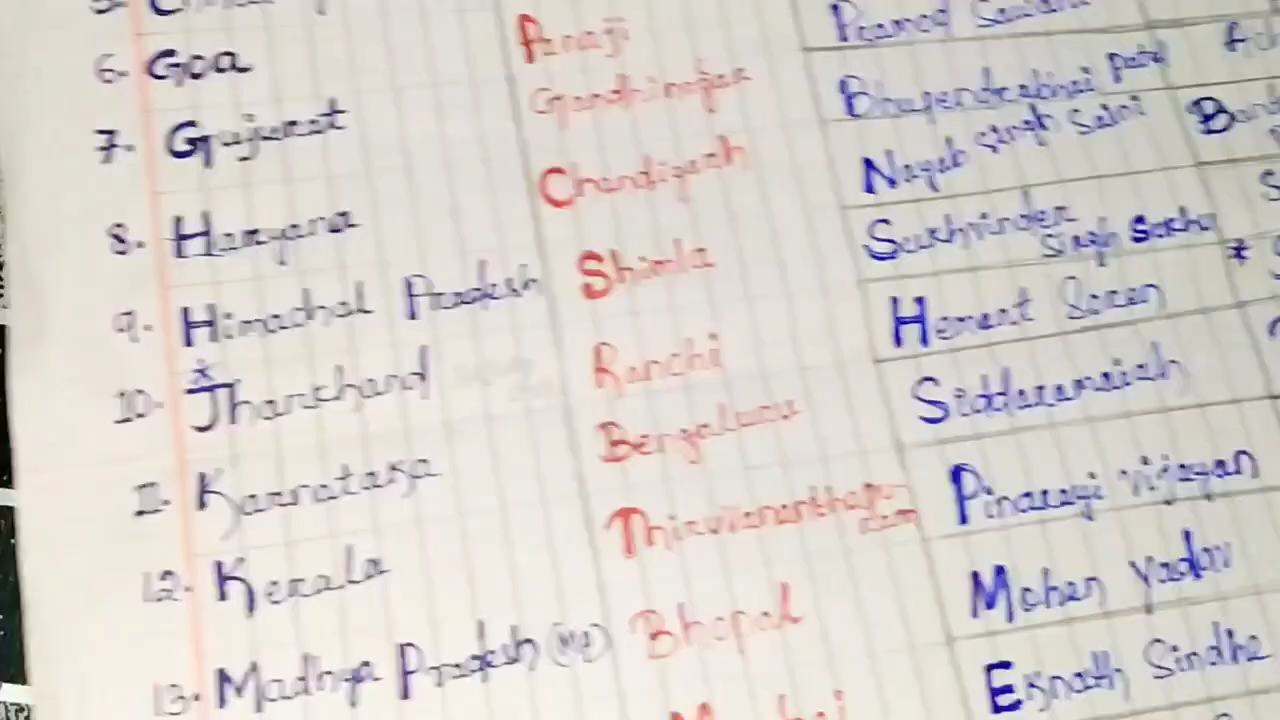 6. Goa Panaji Pramod
7. Gujurat Gandhinagar Bhupendrabhai Patel
8. Haryana Chandigarh Nayab Singh Saini
9. Himachal Pradesh Shimla Sukhvinder Singh Sukhu
10. Jharkhand Ranchi Hemant Soren
11. Karnataka Bengaluru Siddaramaiah
12. Kerala Thiruvananthapuram Pinarayi Vijayan
13. Madhya Pradesh (MP) Bhopal Mohan Yadav
Eknath Sindhe